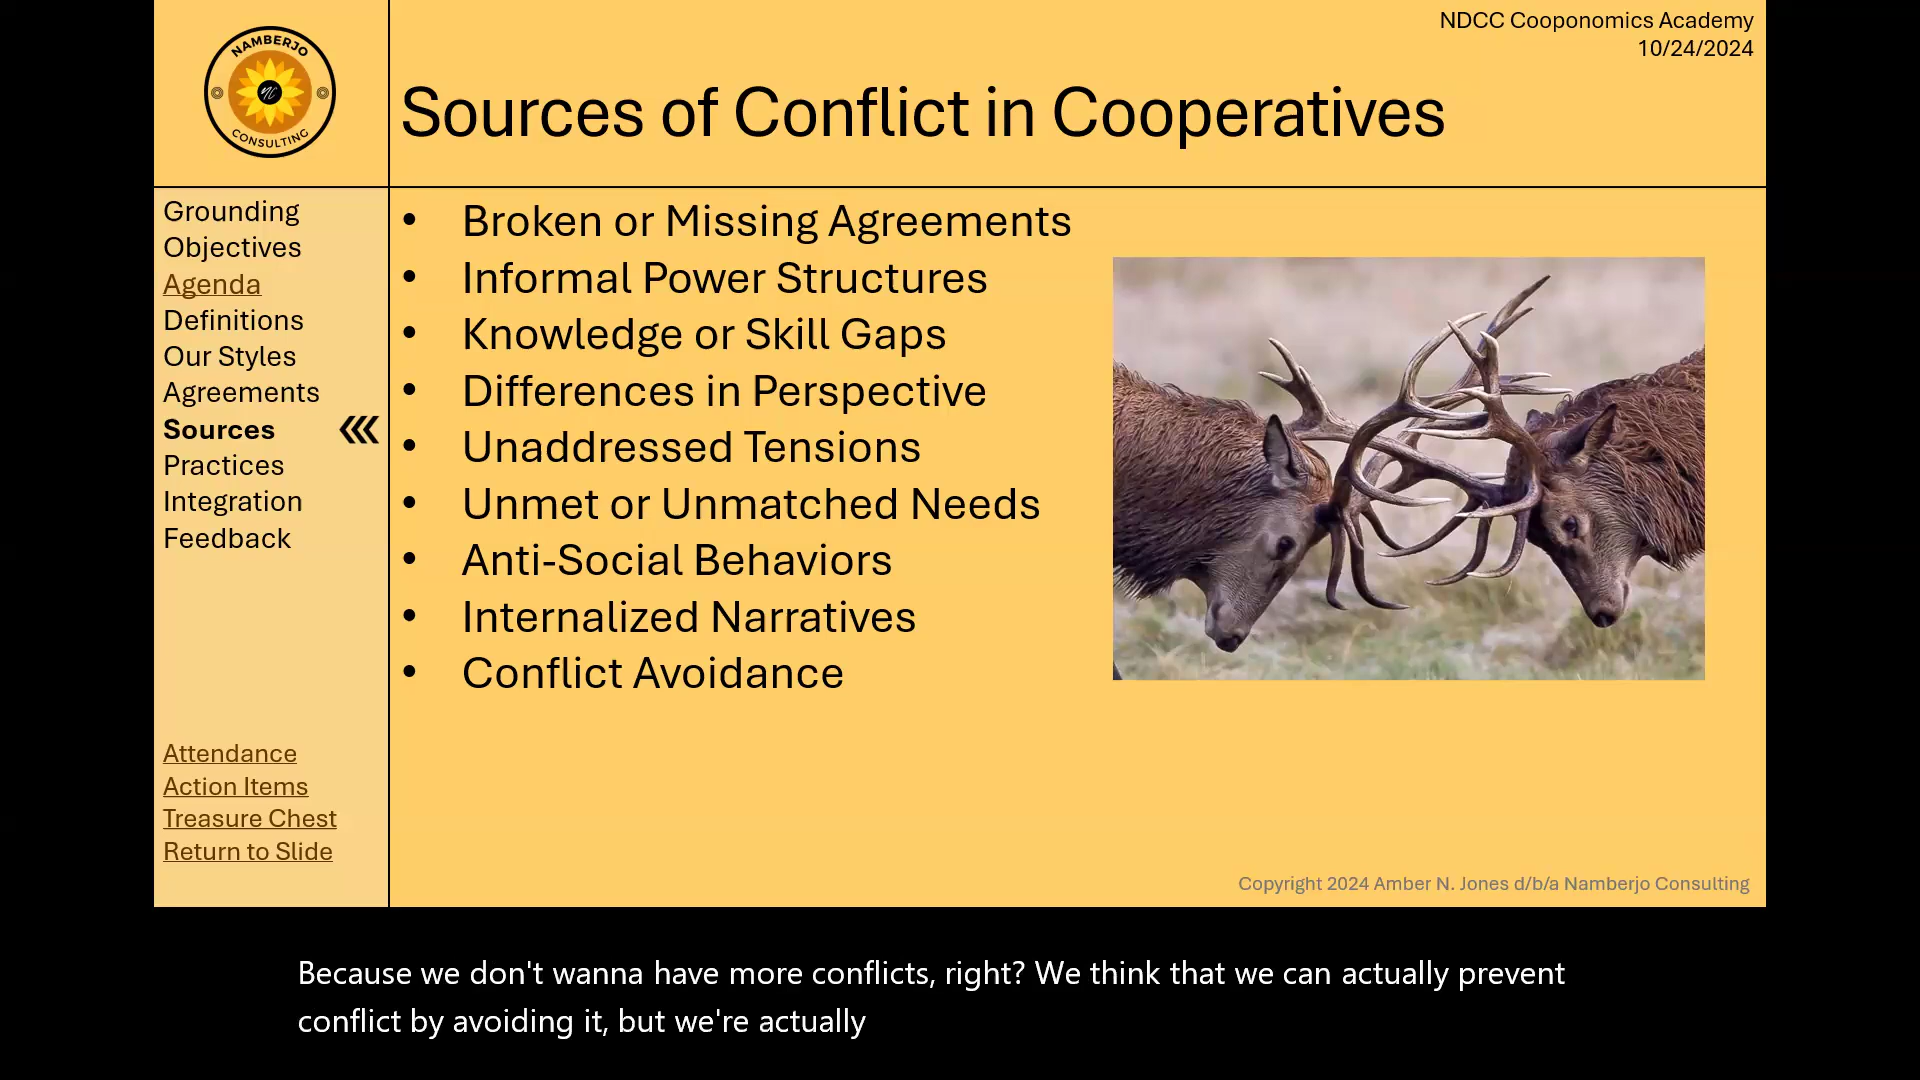 NAMBERJO
CONSULTING
NDCC Cooponomics Academy
10/24/2024
Sources of Conflict in Cooperatives
Grounding
Objectives
Agenda
Definitions
Our Styles
Agreements
Sources
Practices
Integration
Feedback
Attendance
Action Items
Treasure Chest
Return to Slide
• Broken or Missing Agreements
• Informal Power Structures
• Knowledge or Skill Gaps
• Differences in Perspective
• Unaddressed Tensions
• Unmet or Unmatched Needs
• Anti-Social Behaviors
• Internalized Narratives
• Conflict Avoidance
Copyright 2024 Amber N. Jones d/b/a Namberjo Consulting
Because we don't wanna have more conflicts, right? We think that we can actually prevent
conflict by avoiding it, but we're actually